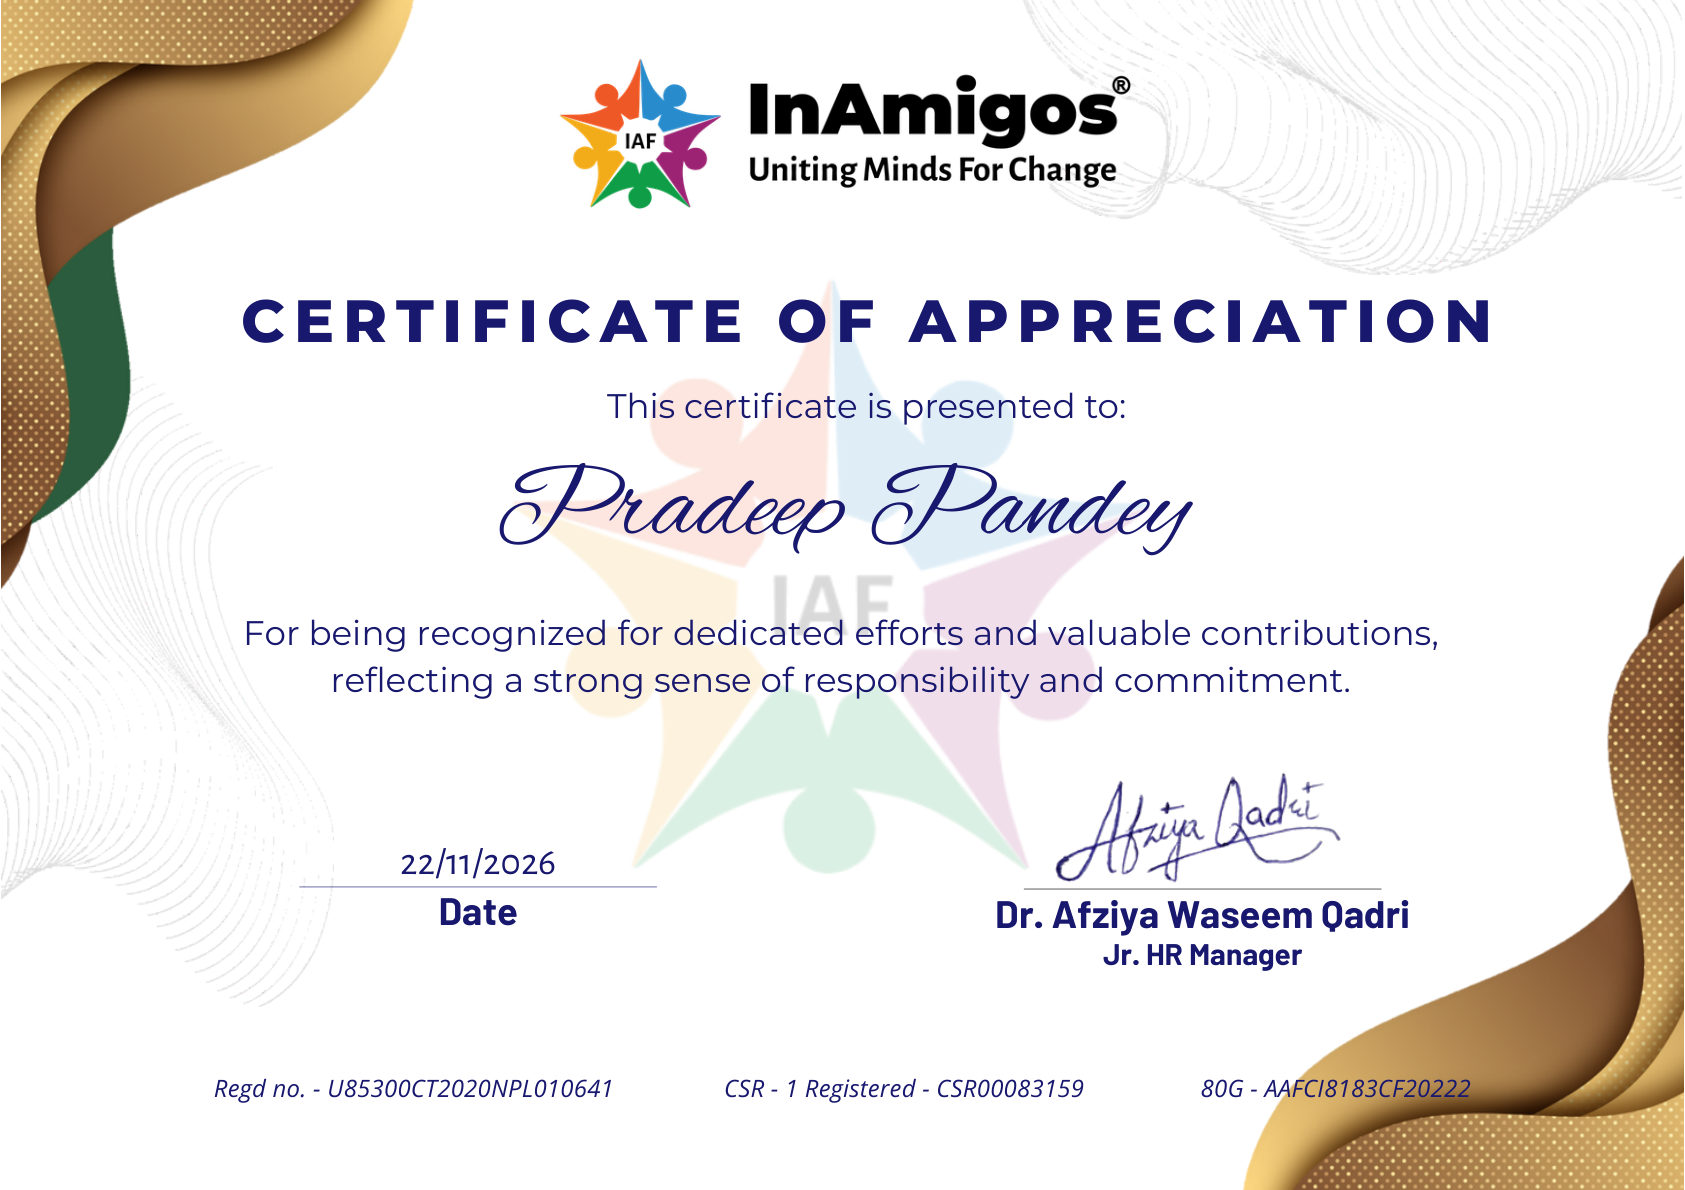 IAF
InAmigos®
Uniting Minds For Change
CERTIFICATE OF APPRECIATION
This certificate is presented to:
Pradeep Pandey
IAF
For being recognized for dedicated efforts and valuable contributions,
reflecting a strong sense of responsibility and commitment.
Afziya Qadri
22/11/2026
Date
Dr. Afziya Waseem Qadri
Jr. HR Manager
Regd no. - U85300CT2020NPL010641
CSR - 1 Registered - CSR00083159
80G - AAFCI8183CF20222